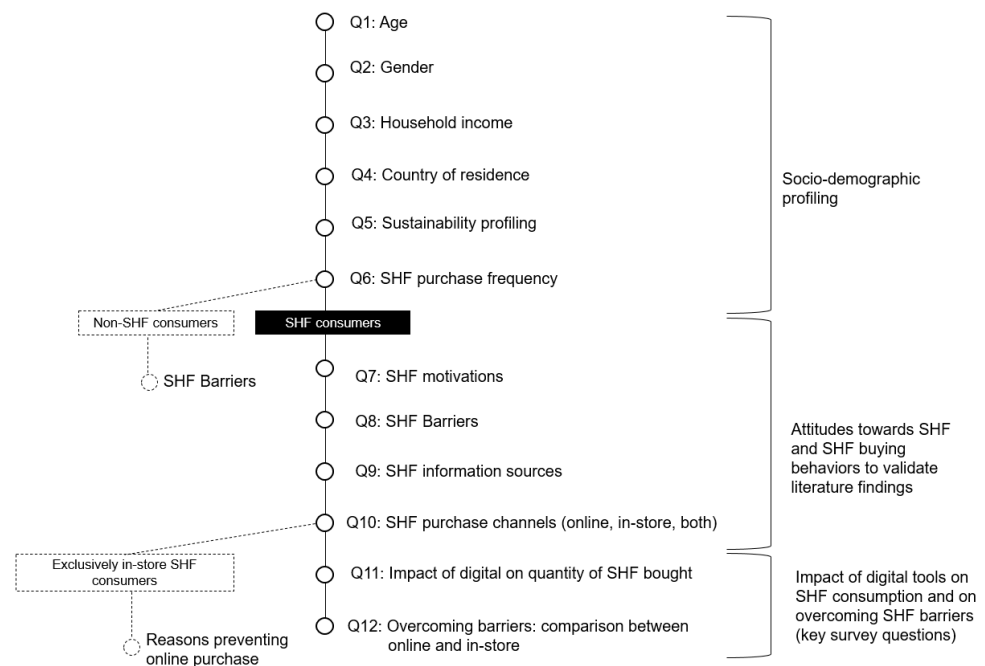 Q1: Age
Q2: Gender
Q3: Household income
Q4: Country of residence
Q5: Sustainability profiling
Q6: SHF purchase frequency
Socio-demographic
profiling
Non-SHF consumers
SHF consumers
SHF Barriers
Q7: SHF motivations
Q8: SHF Barriers
Q9: SHF information sources
Q10: SHF purchase channels (online, in-store, both)
Attitudes towards SHF
and SHF buying
behaviors to validate
literature findings
Exclusively in-store SHF
consumers
Reasons preventing
online purchase
Q11: Impact of digital on quantity of SHF bought
Q12: Overcoming barriers: comparison between
online and in-store
Impact of digital tools on
SHF consumption and on
overcoming SHF barriers
(key survey questions)